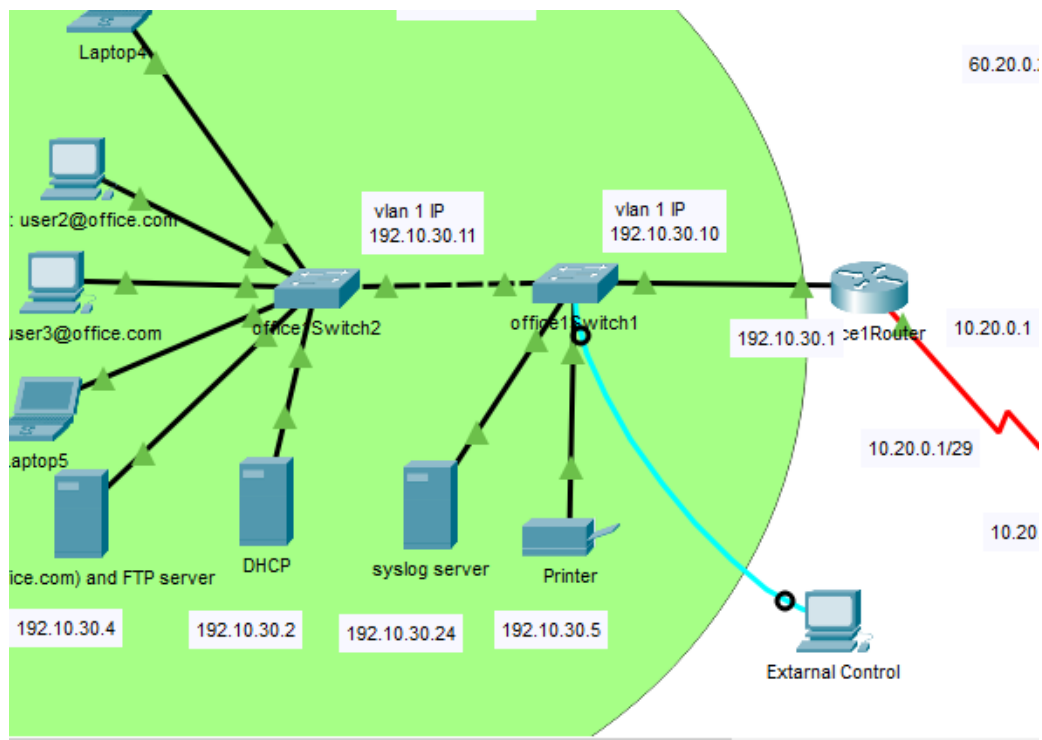 Laptop4
60.20.0.
: user2@office.com
vlan 1 IP
192.10.30.11
vlan 1 IP
192.10.30.10
user3@office.com
office1Switch2
office1Switch1
192.10.30.1
ce1Router
10.20.0.1
10.20.0.1/29
Laptop5
10.20
ice.com) and FTP server
DHCP
syslog server
Printer
192.10.30.4
192.10.30.2
192.10.30.24
192.10.30.5
Extarnal Control